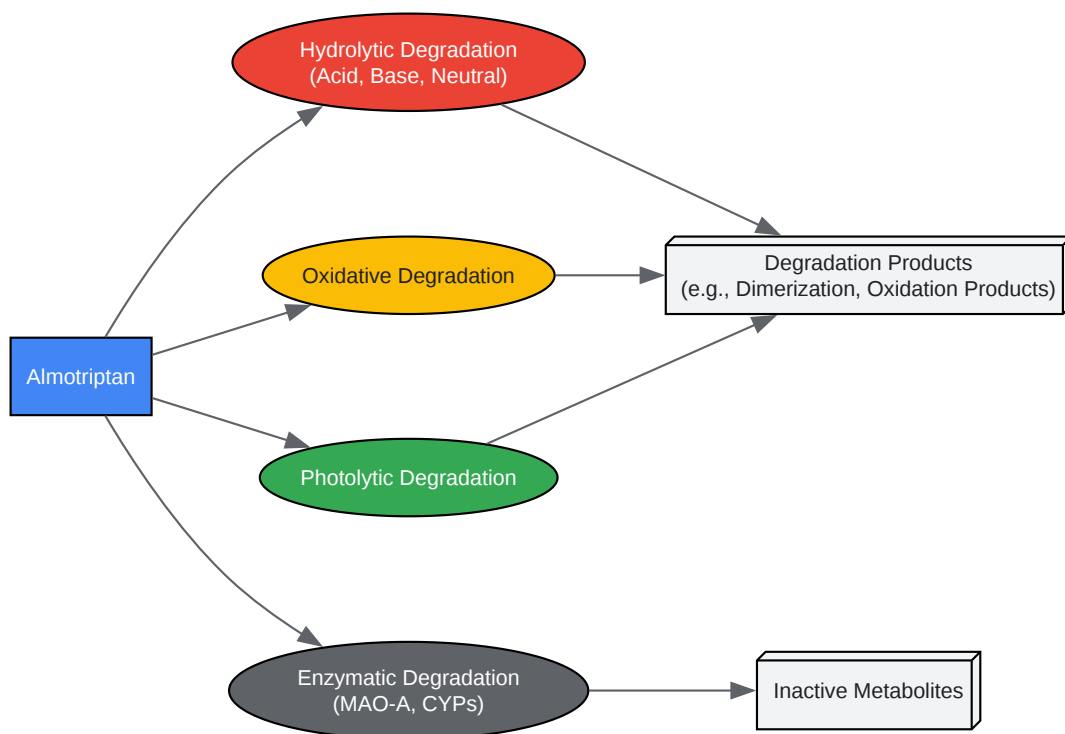 Hydrolytic Degradation
(Acid, Base, Neutral)
Oxidative Degradation
Degradation Products
(e.g., Dimerization, Oxidation Products)
Almotriptan
Photolytic Degradation
Enzymatic Degradation
(MAO-A, CYPs)
Inactive Metabolites